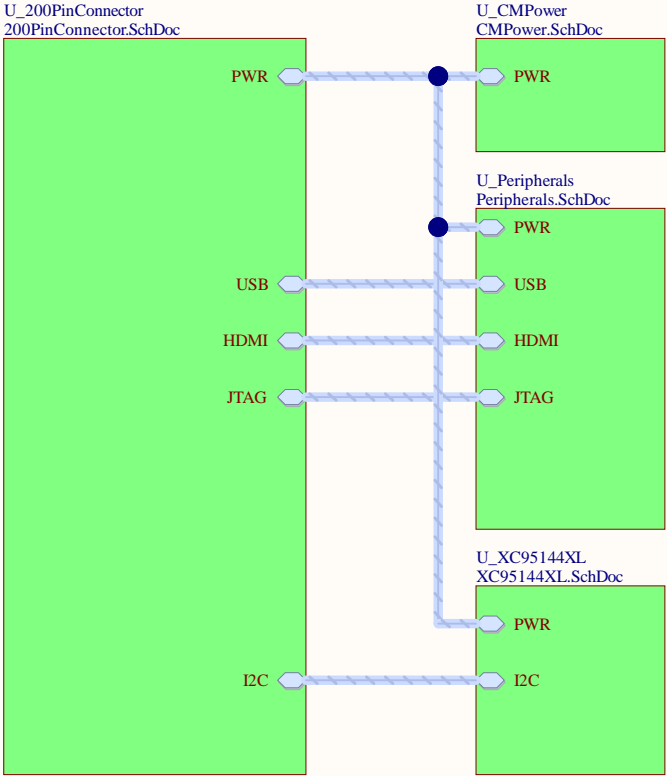 U_200PinConnector
200PinConnector.SchDoc
PWR
USB
HDMI
JTAG
I2C
U_CMPower
CMPower.SchDoc
PWR
U_Peripherals
Peripherals.SchDoc
PWR
USB
HDMI
JTAG
U_XC95144XL
XC95144XL.SchDoc
PWR
I2C